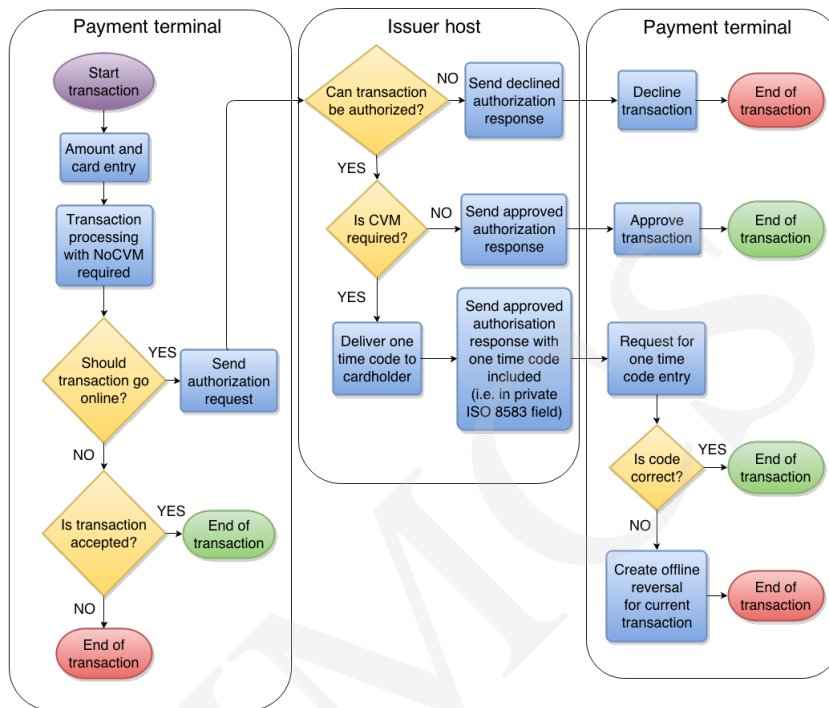 Payment terminal
Start
transaction
Amount and
card entry
Transaction
processing
with NoCVM
required
Should
transaction go
online?
YES
Send
authorization
request
NO
Is transaction
accepted?
YES
End of
transaction
NO
End of
transaction
Issuer host
Can transaction
be authorized?
NO
Send declined
authorization
response
YES
Is CVM
required?
NO
Send approved
authorization
response
YES
Deliver one
time code to
cardholder
Send approved
authorisation
response with
one time code
included
(i.e. in private
ISO 8583 field)
Payment terminal
Decline
transaction
End of
transaction
Approve
transaction
End of
transaction
Request for
one time
code entry
Is code
correct?
YES
End of
transaction
NO
Create offline
reversal
for current
transaction
End of
transaction